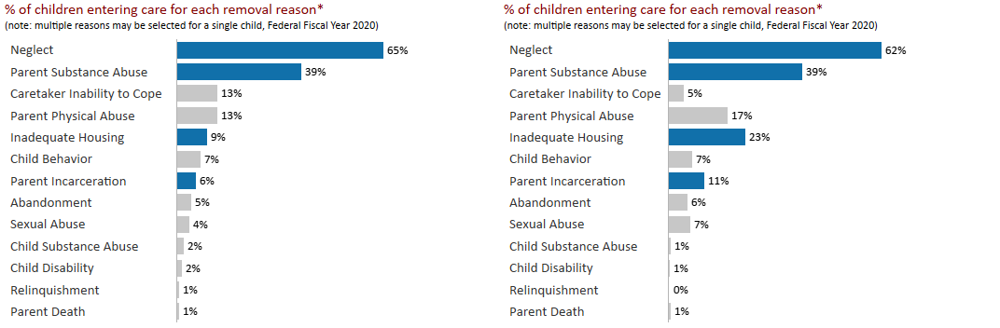 % of children entering care for each removal reason*
(note: multiple reasons may be selected for a single child, Federal Fiscal Year 2020)
Neglect 65%
Parent Substance Abuse 39%
Caretaker Inability to Cope 13%
Parent Physical Abuse 13%
Inadequate Housing 9%
Child Behavior 7%
Parent Incarceration 6%
Abandonment 5%
Sexual Abuse 4%
Child Substance Abuse 2%
Child Disability 2%
Relinquishment 1%
Parent Death 1%
% of children entering care for each removal reason*
(note: multiple reasons may be selected for a single child, Federal Fiscal Year 2020)
Neglect 62%
Parent Substance Abuse 39%
Caretaker Inability to Cope 5%
Parent Physical Abuse 17%
Inadequate Housing 23%
Child Behavior 7%
Parent Incarceration 11%
Abandonment 6%
Sexual Abuse 7%
Child Substance Abuse 1%
Child Disability 1%
Relinquishment 0%
Parent Death 1%